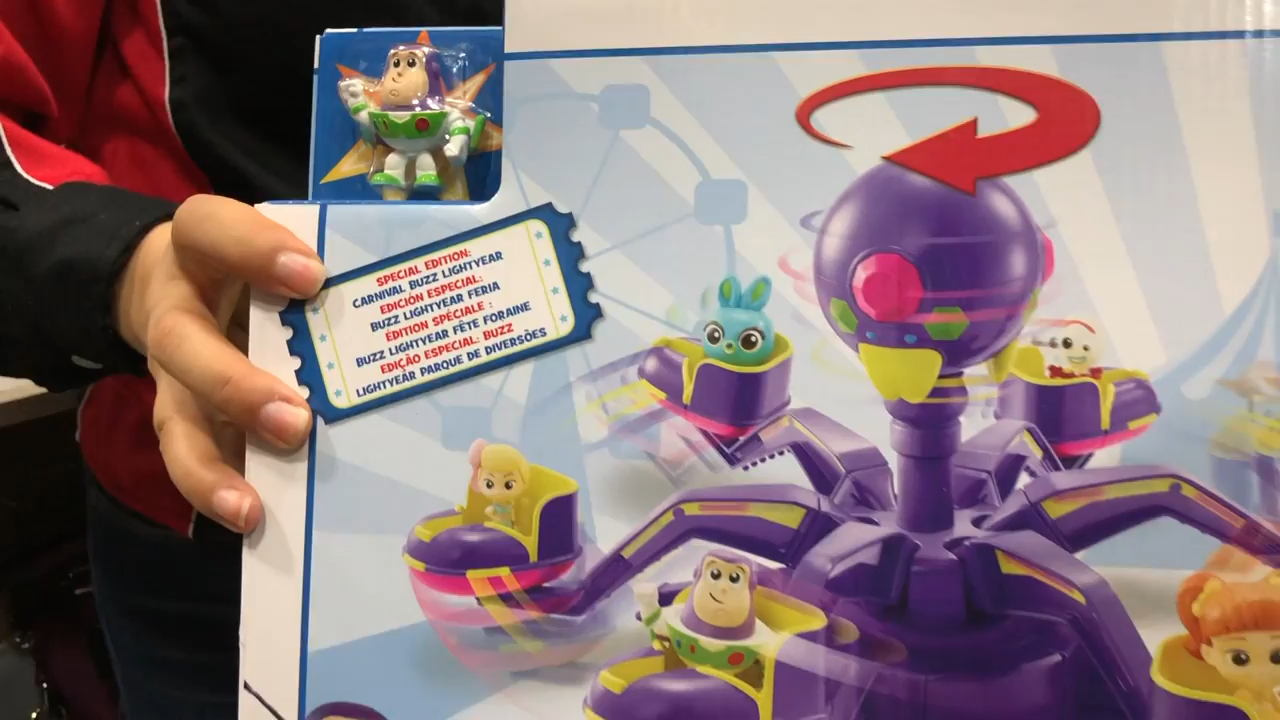 SPECIAL EDITION:
CARNIVAL BUZZ LIGHTYEAR
EDICIÓN ESPECIAL:
BUZZ LIGHTYEAR FERIA
ÉDITION SPÉCIALE :
BUZZ LIGHTYEAR FÊTE FORAINE
EDIÇÃO ESPECIAL: BUZZ
LIGHTYEAR PARQUE DE DIVERSÕES